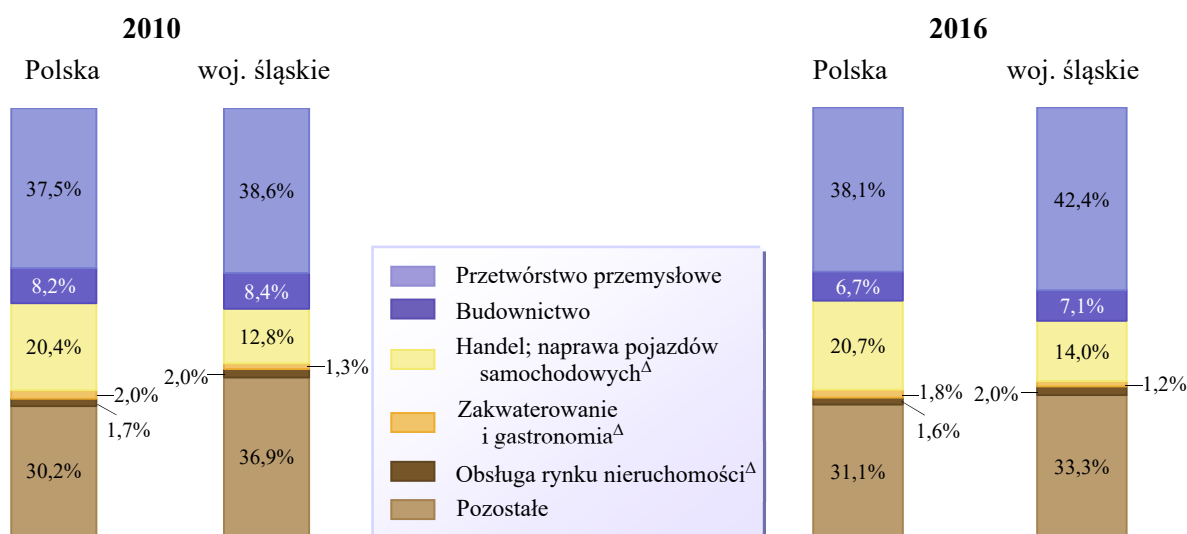 2010
Polska
woj. śląskie
37,5%
8,2%
20,4%
2,0%
1,7%
30,2%
38,6%
8,4%
12,8%
1,3%
2,0%
36,9%
Przetwórstwo przemysłowe
Budownictwo
Handel; naprawa pojazdów
samochodowych∆
Zakwaterowanie
i gastronomia∆
Obsługa rynku nieruchomości∆
Pozostałe
2016
Polska
woj. śląskie
38,1%
6,7%
20,7%
1,8%
1,6%
31,1%
42,4%
7,1%
14,0%
1,2%
2,0%
33,3%